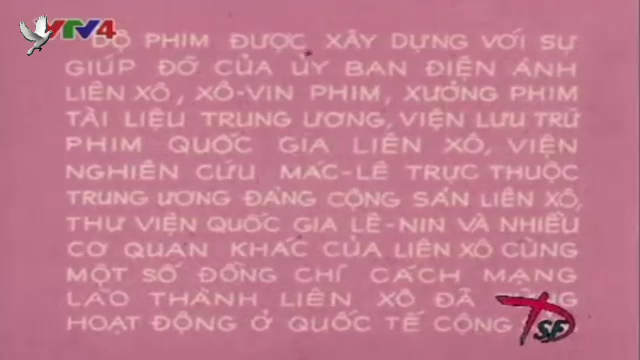 VTV4
BỘ PHIM ĐƯỢC XÂY DỰNG VỚI SỰ
GIÚP ĐỠ CỦA ỦY BAN ĐIỆN ẢNH
LIÊN XÔ, XÔ-VIN PHIM, XƯỞNG PHIM
TÀI LIỆU TRUNG ƯƠNG, VIỆN LƯU TRỮ
PHIM QUỐC GIA LIÊN XÔ, VIỆN
NGHIÊN CỨU MÁC-LÊ TRỰC THUỘC
TRUNG ƯƠNG ĐẢNG CỘNG SẢN LIÊN XÔ,
THƯ VIỆN QUỐC GIA LÊ-NIN VÀ NHIỀU
CƠ QUAN KHÁC CỦA LIÊN XÔ CÙNG
MỘT SỐ ĐỒNG CHÍ CÁCH MẠNG
LÃO THÀNH LIÊN XÔ ĐÃ
HOẠT ĐỘNG Ở QUỐC TẾ CỘNG